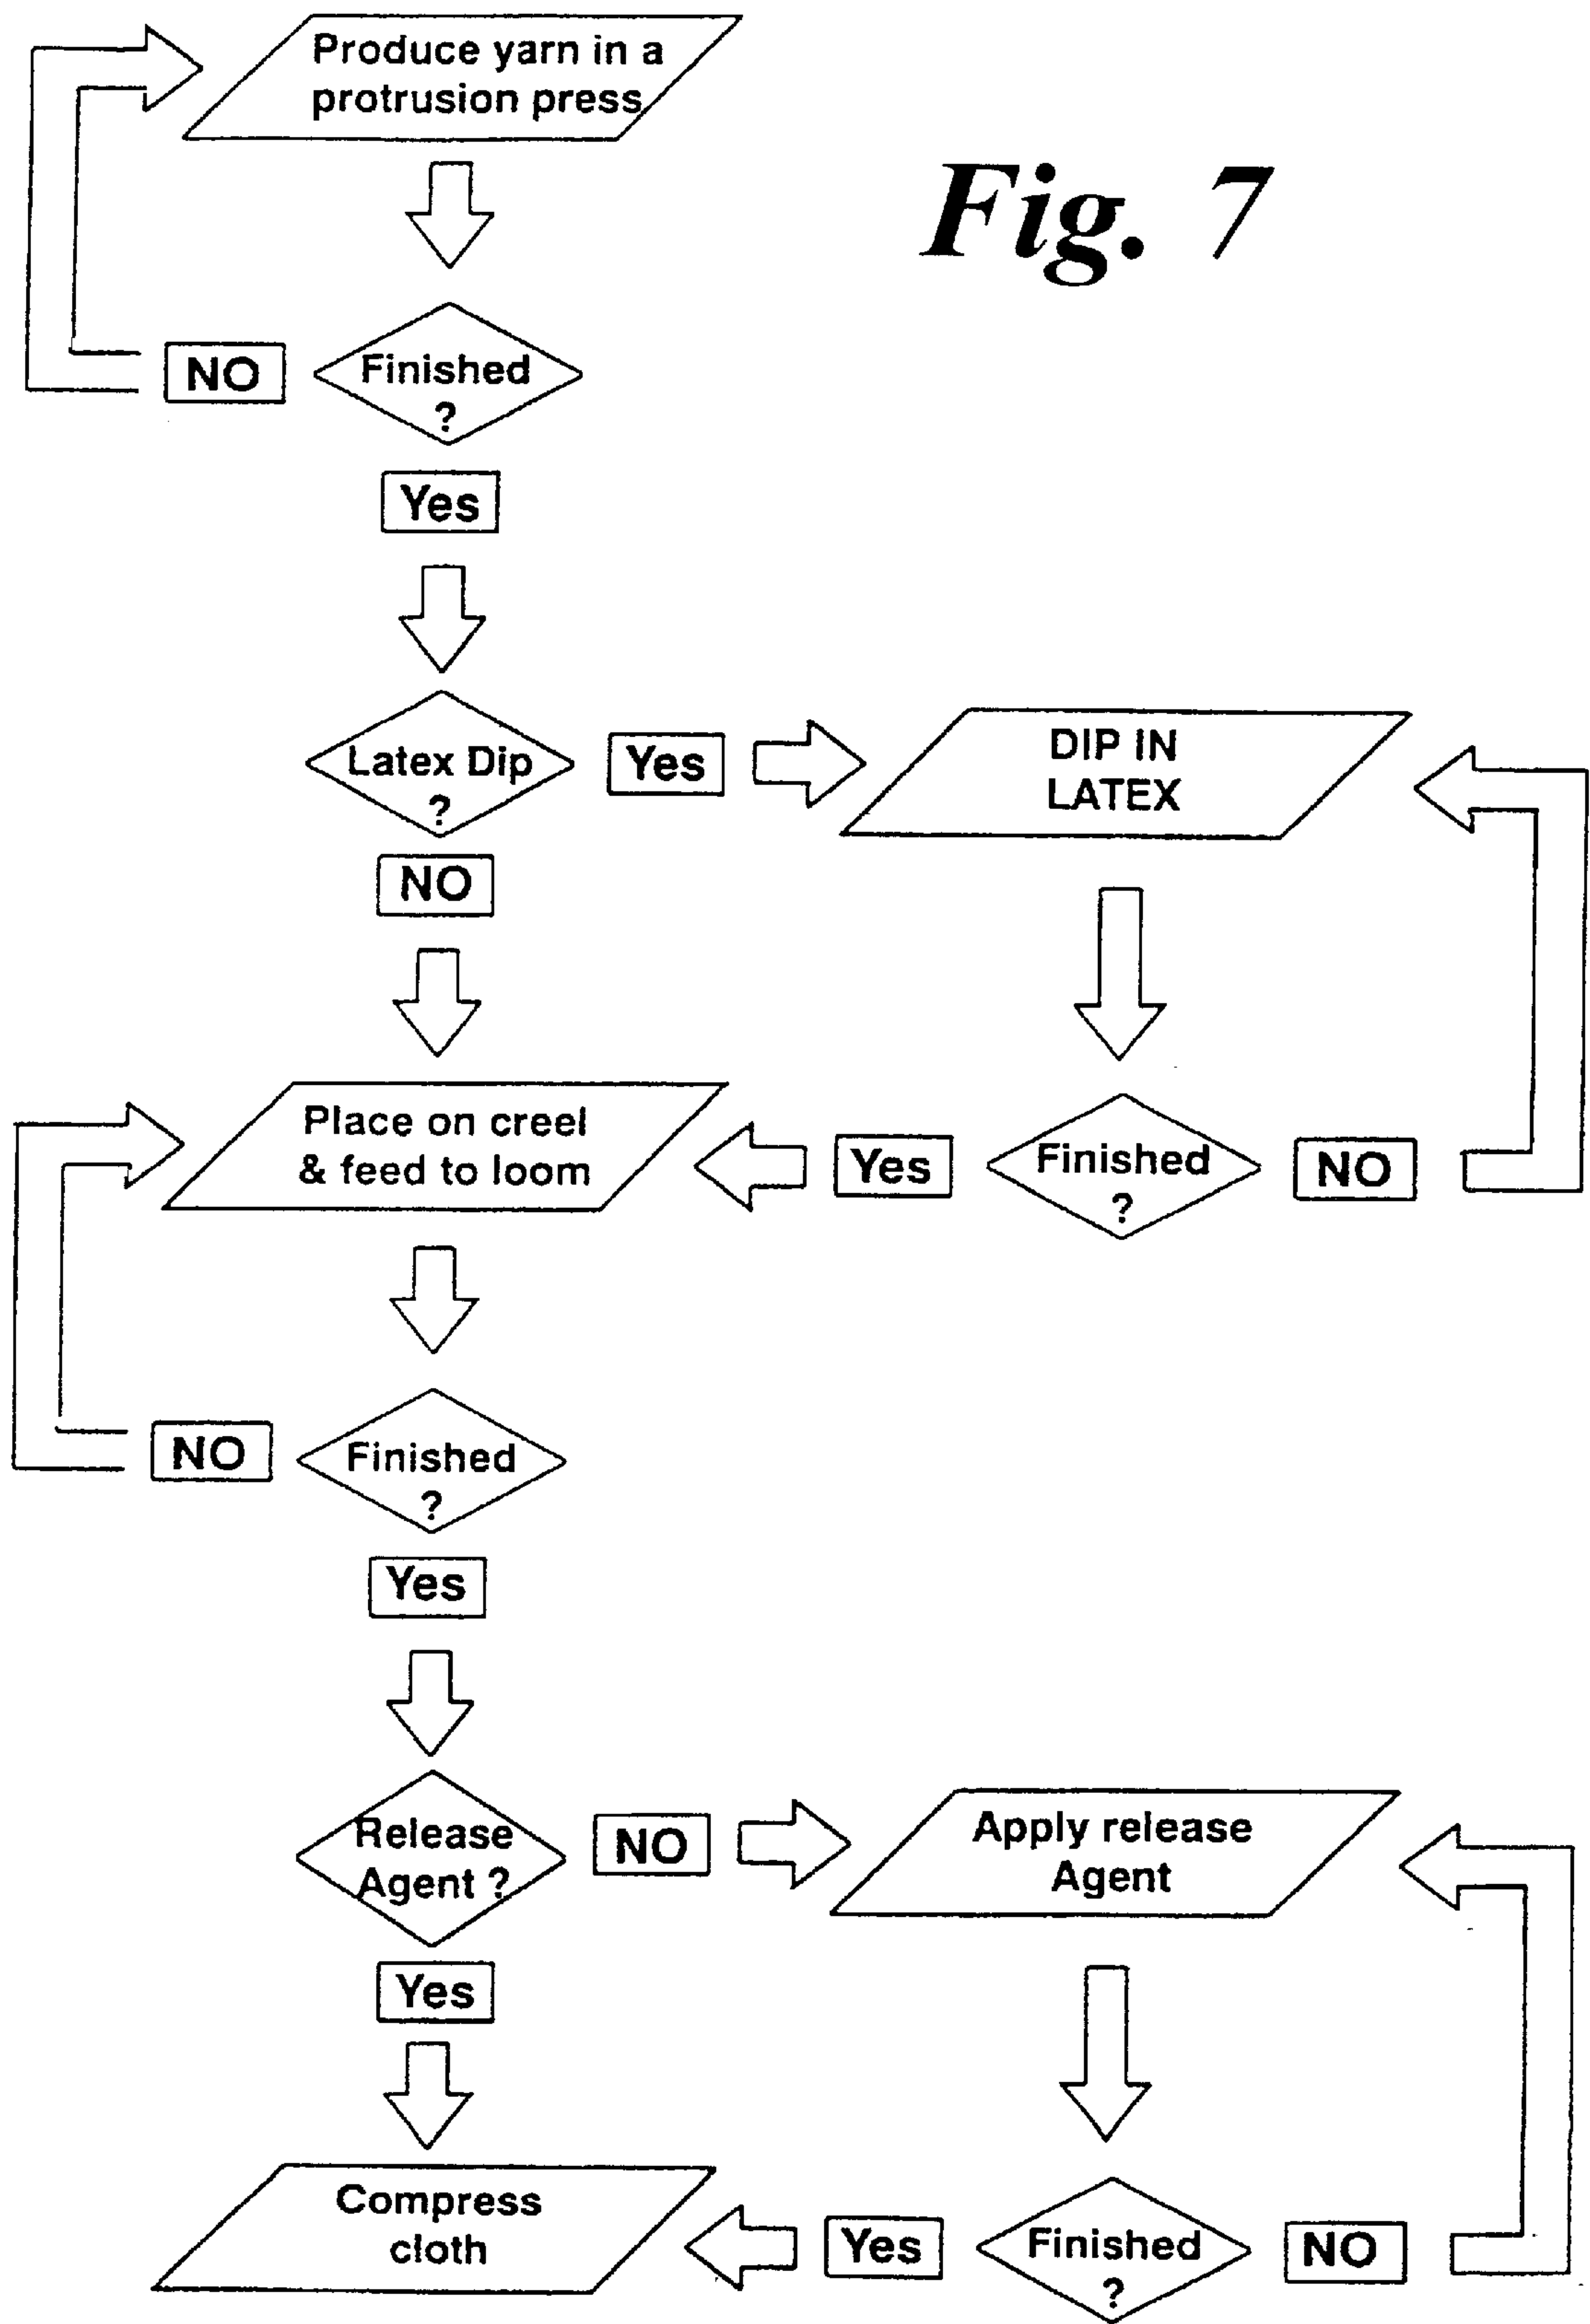 Produce yarn in a
protrusion press
Fig. 7
NO
Finished
?
Yes
Latex Dip
?
Yes
DIP IN
LATEX
NO
Place on creel
& feed to loom
Yes
Finished
?
NO
NO
Finished
?
Yes
Release
Agent ?
NO
Apply release
Agent
Yes
Compress
cloth
Yes
Finished
?
NO